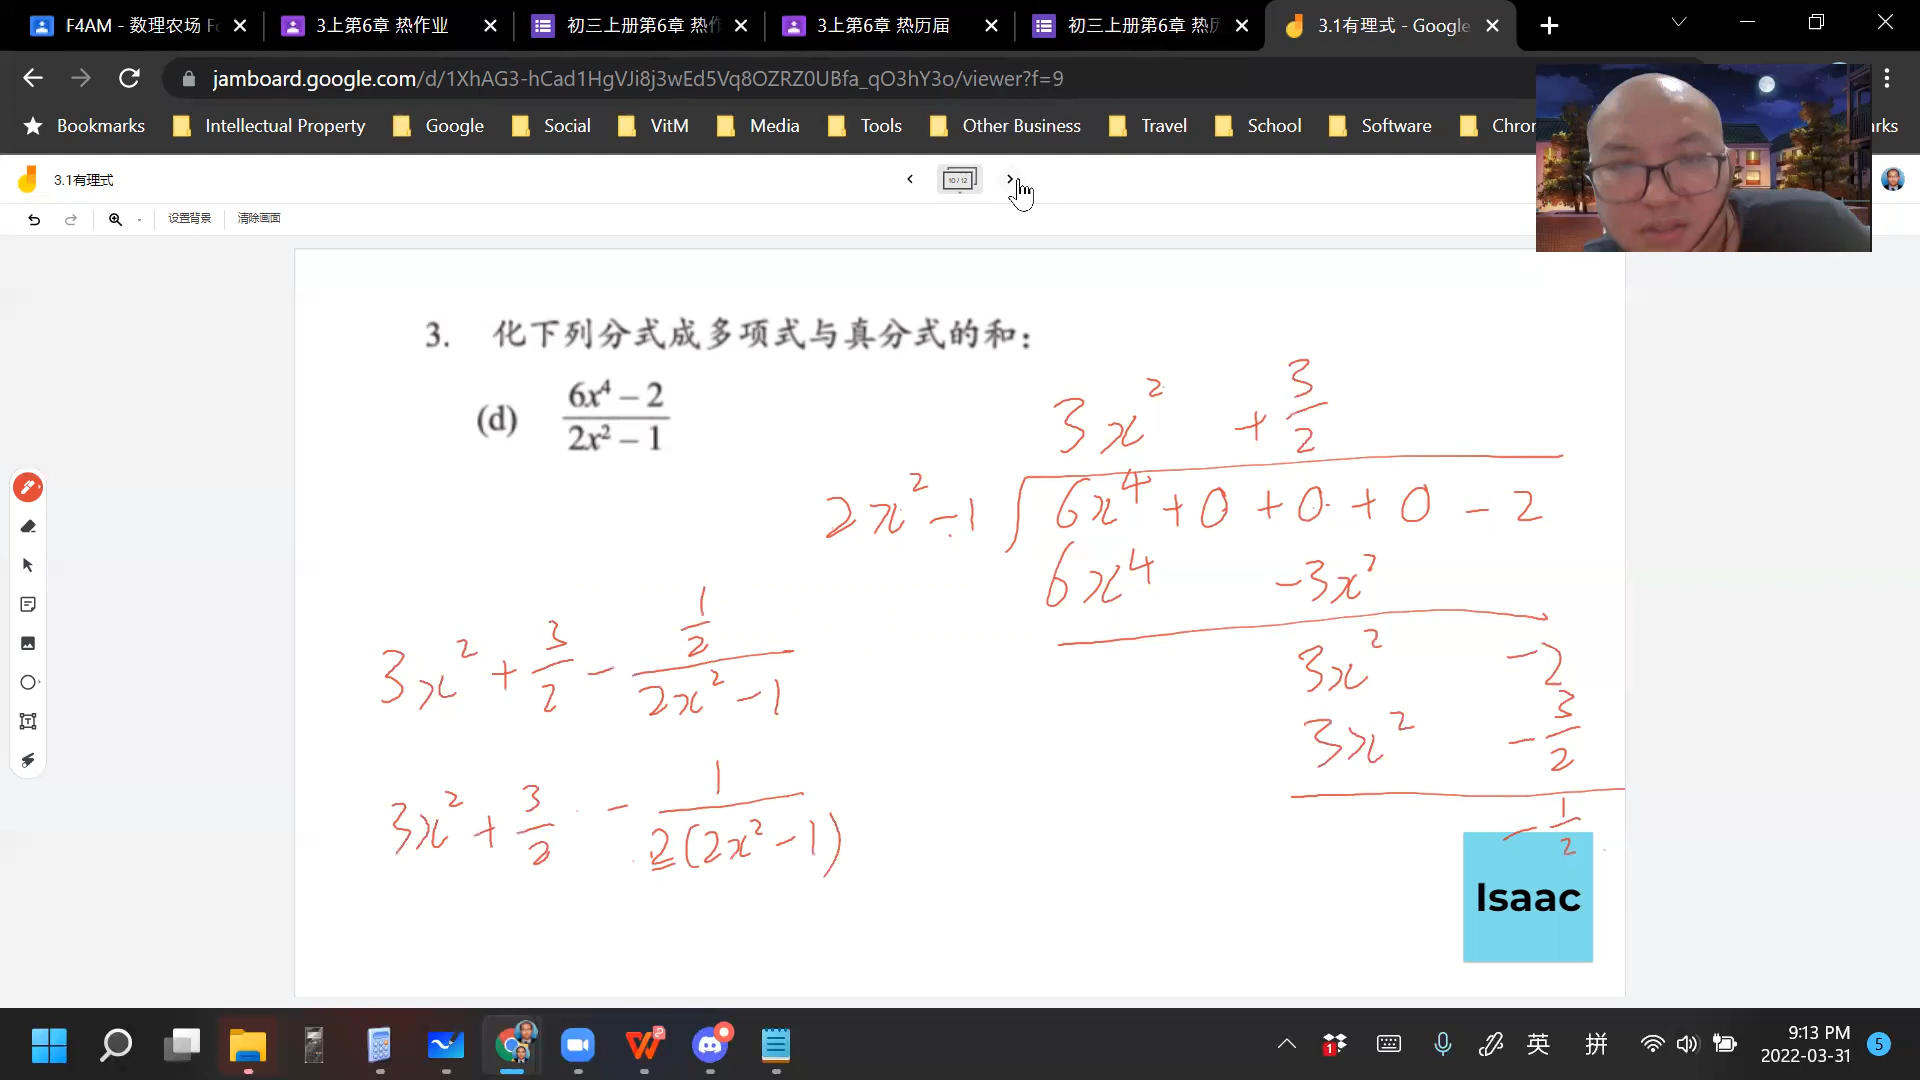 F4AM - 数理农场 F
3上第6章 热作业
初三上册第6章 热作
3上第6章 热历届
初三上册第6章 热历
3.1有理式 - Google
jamboard.google.com/d/1XhAG3-hCad1HgVJi8j3wEd5Vq8OZRZ0UBfa_qO3hY3o/viewer?f=9
Bookmarks
Intellectual Property
Google
Social
VitM
Media
Tools
Other Business
Travel
School
Software
Chror
rks
3.1有理式
10 / 12
设置背景
清除画面
3. 化下列分式成多项式与真分式的和：
(d) (6x⁴ – 2)/(2x² – 1)
3x² + 3/2
2x² - 1 ) 6x⁴ + 0 + 0 + 0 - 2
6x⁴ - 3x²
3x² - 2
3x² - 3/2
- 1/2
3x² + 3/2 - (1/2)/(2x² - 1)
3x² + 3/2 - 1/(2(2x² - 1))
Isaac
英
拼
9:13 PM
2022-03-31
5